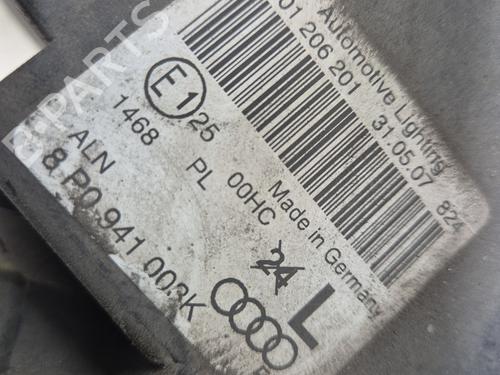 Automotive Lighting
01 206 201 31.05.07 824
Made in Germany
E1 25 00HC 24 L
1468 PL
ALN
8P0 941 003K
B-PARTS